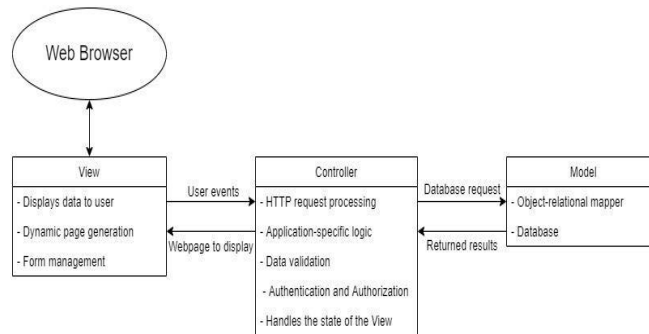 Web Browser
View
- Displays data to user
- Dynamic page generation
- Form management
User events
Webpage to display
Controller
- HTTP request processing
- Application-specific logic
- Data validation
- Authentication and Authorization
- Handles the state of the View
Database request
Returned results
Model
- Object-relational mapper
- Database